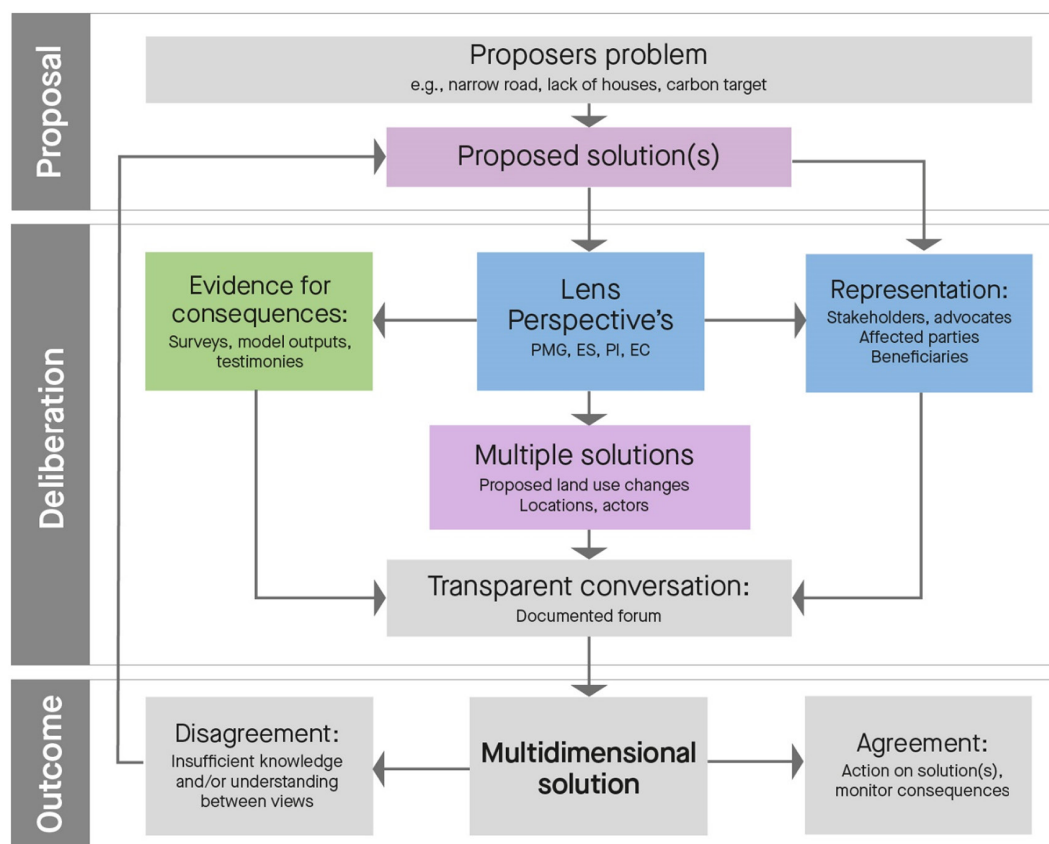 Proposal
Proposers problem
e.g., narrow road, lack of houses, carbon target
Proposed solution(s)
Deliberation
Evidence for
consequences:
Surveys, model outputs,
testimonies
Lens
Perspective's
PMG, ES, PI, EC
Representation:
Stakeholders, advocates
Affected parties
Beneficiaries
Multiple solutions
Proposed land use changes
Locations, actors
Transparent conversation:
Documented forum
Outcome
Disagreement:
Insufficient knowledge
and/or understanding
between views
Multidimensional
solution
Agreement:
Action on solution(s),
monitor consequences